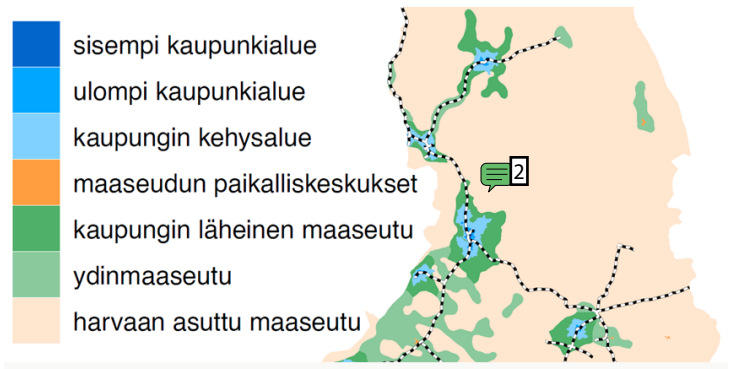 sisempi kaupunkialue
ulompi kaupunkialue
kaupungin kehysalue
maaseudun paikalliskeskukset
kaupungin läheinen maaseutu
ydinmaaseutu
harvaan asuttu maaseutu
2